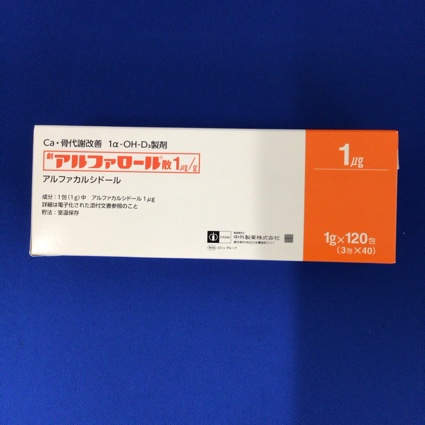 Ca・骨代謝改善 1α-OH-D₃製剤
劇 アルファロール®散1μg/g
アルファカルシドール
成分:1包(1g)中 アルファカルシドール1μg
詳細は電子化された添付文書参照のこと
貯法:室温保存
中外製薬株式会社
1μg
1g×120包
(3包×40)